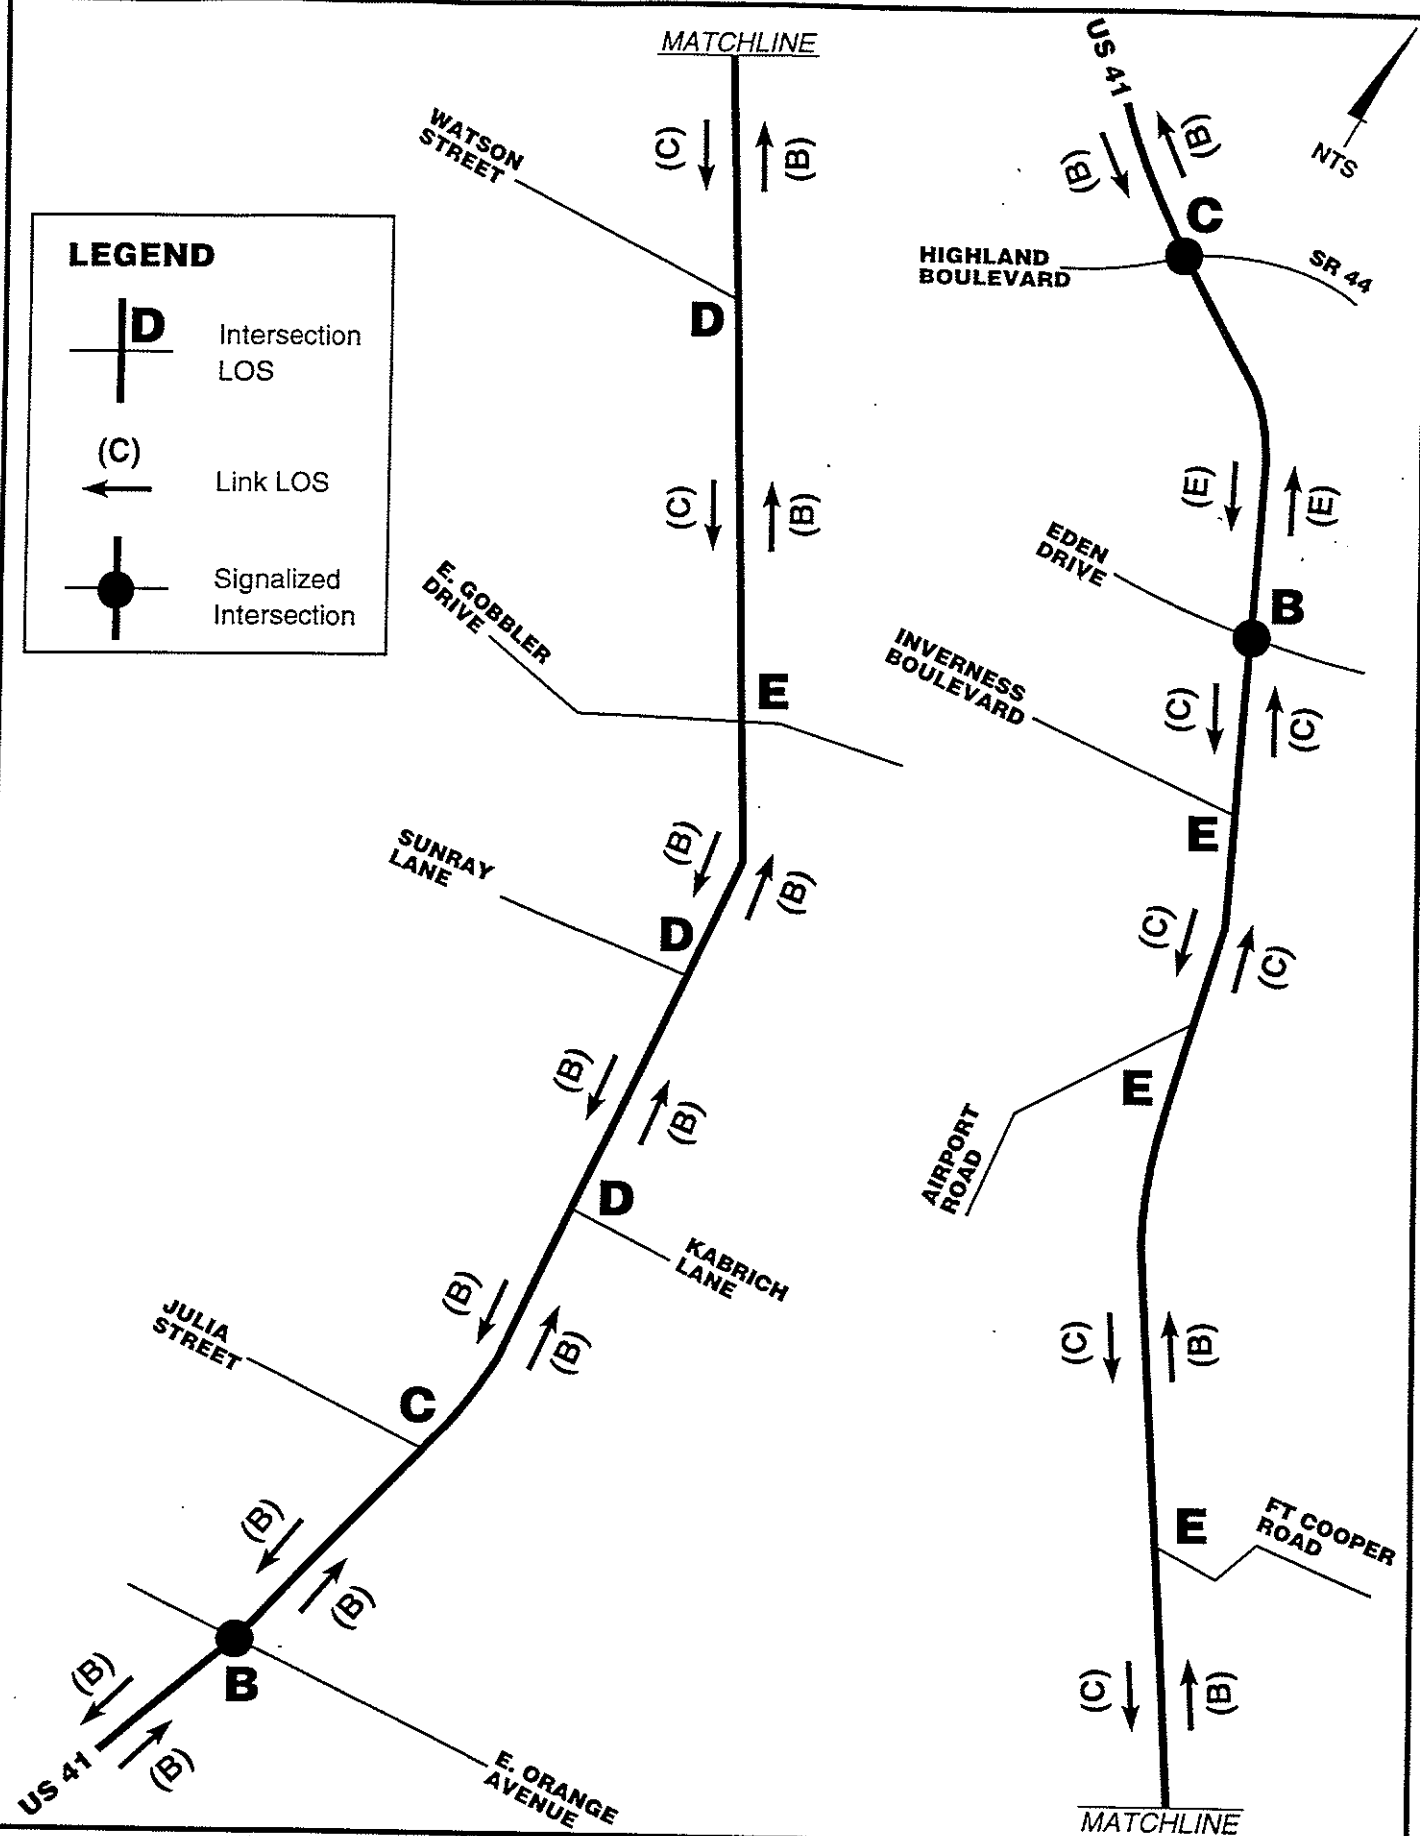 MATCHLINE
WATSON
STREET
(C)
(B)
D
LEGEND
D
Intersection
LOS
(C)
Link LOS
Signalized
Intersection
(C)
(B)
E. GOBBLER
DRIVE
E
SUNRAY
LANE
(B)
(B)
D
(B)
(B)
D
KABRICH
LANE
(B)
(B)
JULIA
STREET
C
(B)
(B)
B
(B)
(B)
US 41
E. ORANGE
AVENUE
US 41
(B)
(B)
NTS
C
HIGHLAND
BOULEVARD
SR 44
(E)
(E)
EDEN
DRIVE
B
INVERNESS
BOULEVARD
(C)
(C)
E
(C)
(C)
E
AIRPORT
ROAD
(C)
(B)
E
FT COOPER
ROAD
(C)
(B)
MATCHLINE